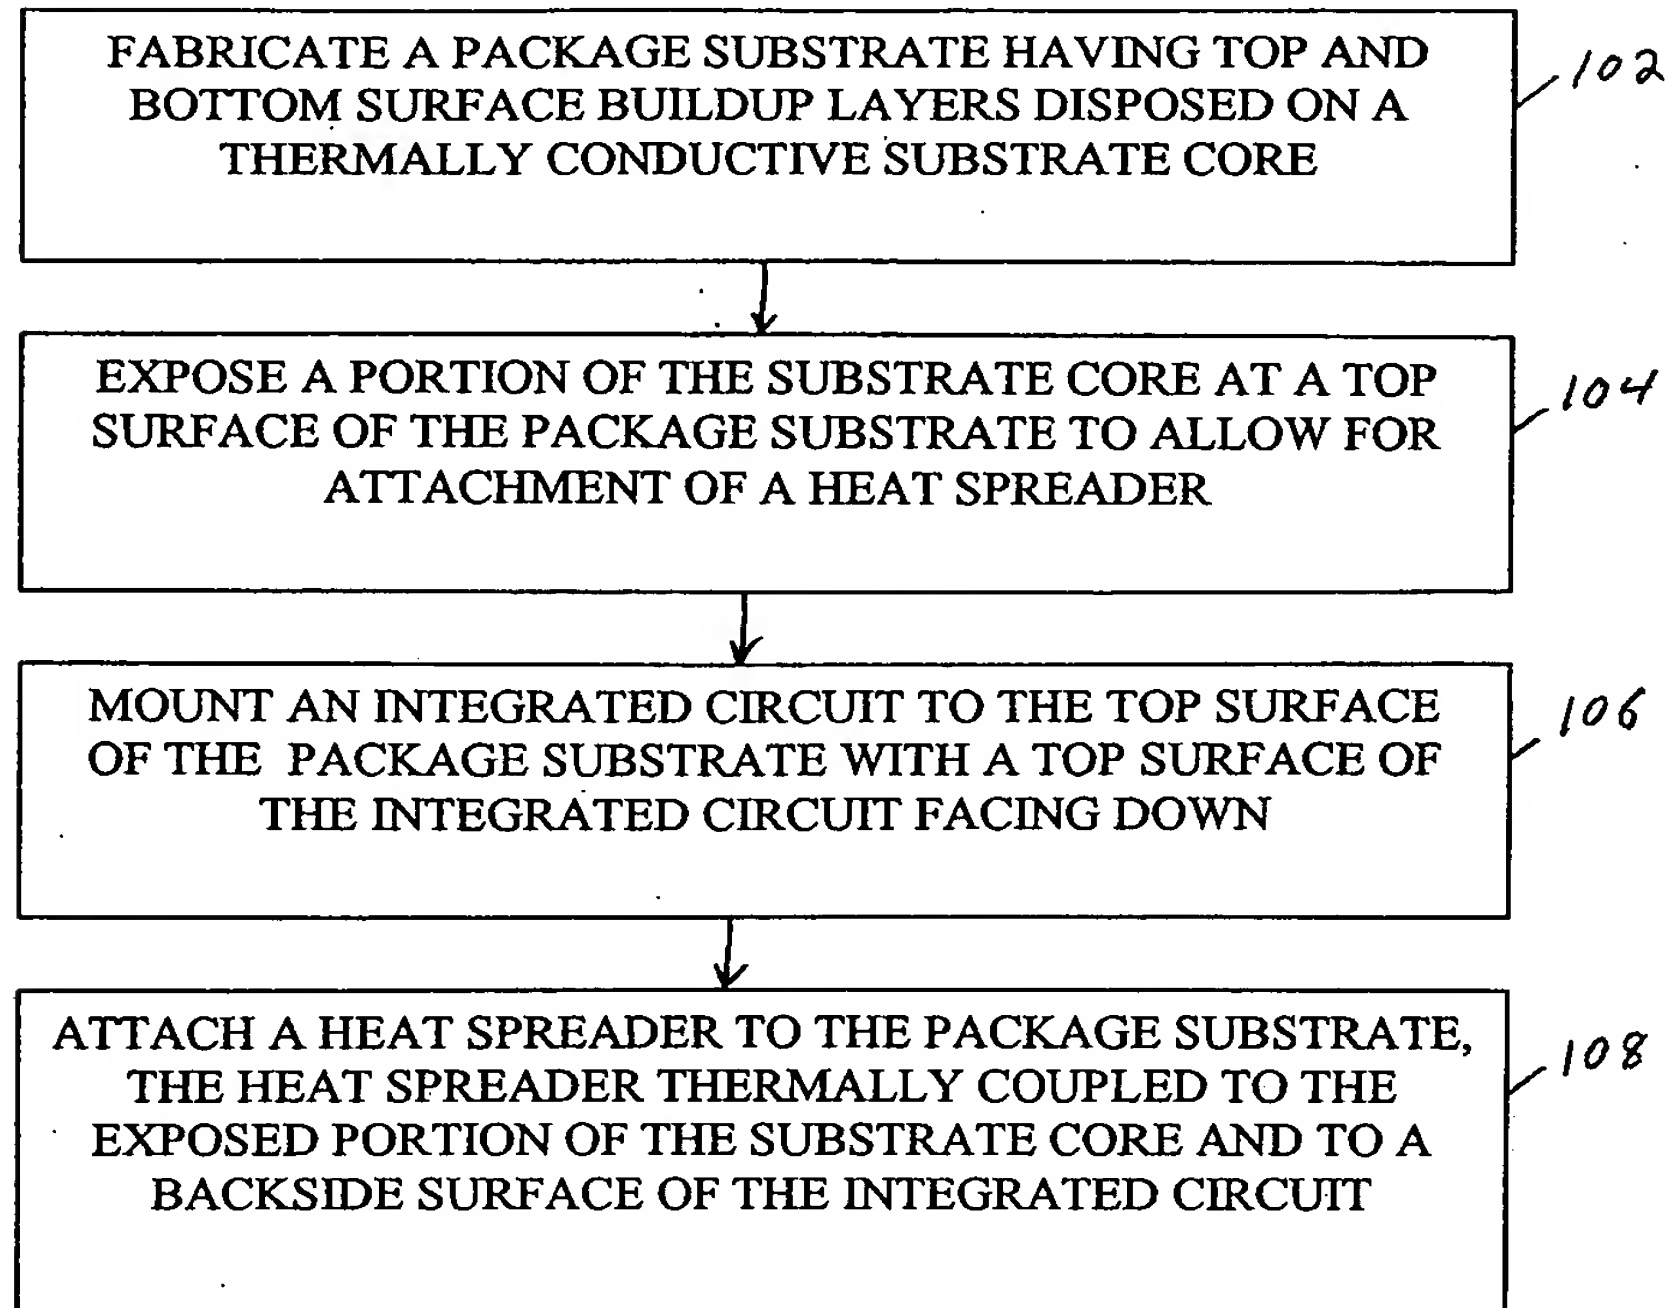 FABRICATE A PACKAGE SUBSTRATE HAVING TOP AND
BOTTOM SURFACE BUILDUP LAYERS DISPOSED ON A
THERMALLY CONDUCTIVE SUBSTRATE CORE
102
EXPOSE A PORTION OF THE SUBSTRATE CORE AT A TOP
SURFACE OF THE PACKAGE SUBSTRATE TO ALLOW FOR
ATTACHMENT OF A HEAT SPREADER
104
MOUNT AN INTEGRATED CIRCUIT TO THE TOP SURFACE
OF THE PACKAGE SUBSTRATE WITH A TOP SURFACE OF
THE INTEGRATED CIRCUIT FACING DOWN
106
ATTACH A HEAT SPREADER TO THE PACKAGE SUBSTRATE,
THE HEAT SPREADER THERMALLY COUPLED TO THE
EXPOSED PORTION OF THE SUBSTRATE CORE AND TO A
BACKSIDE SURFACE OF THE INTEGRATED CIRCUIT
108